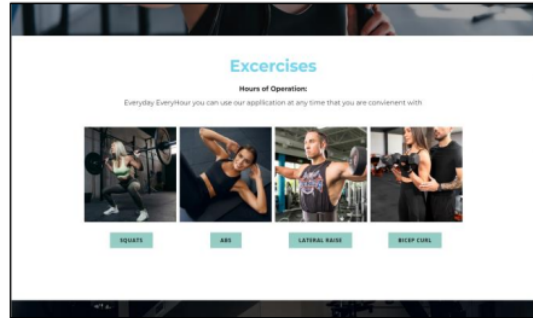 Excercises
Hours of Operation:
Everyday EveryHour you can use our appilication at any time that you are convienent with
SQUATS
ABS
LATERAL RAISE
BICEP CURL